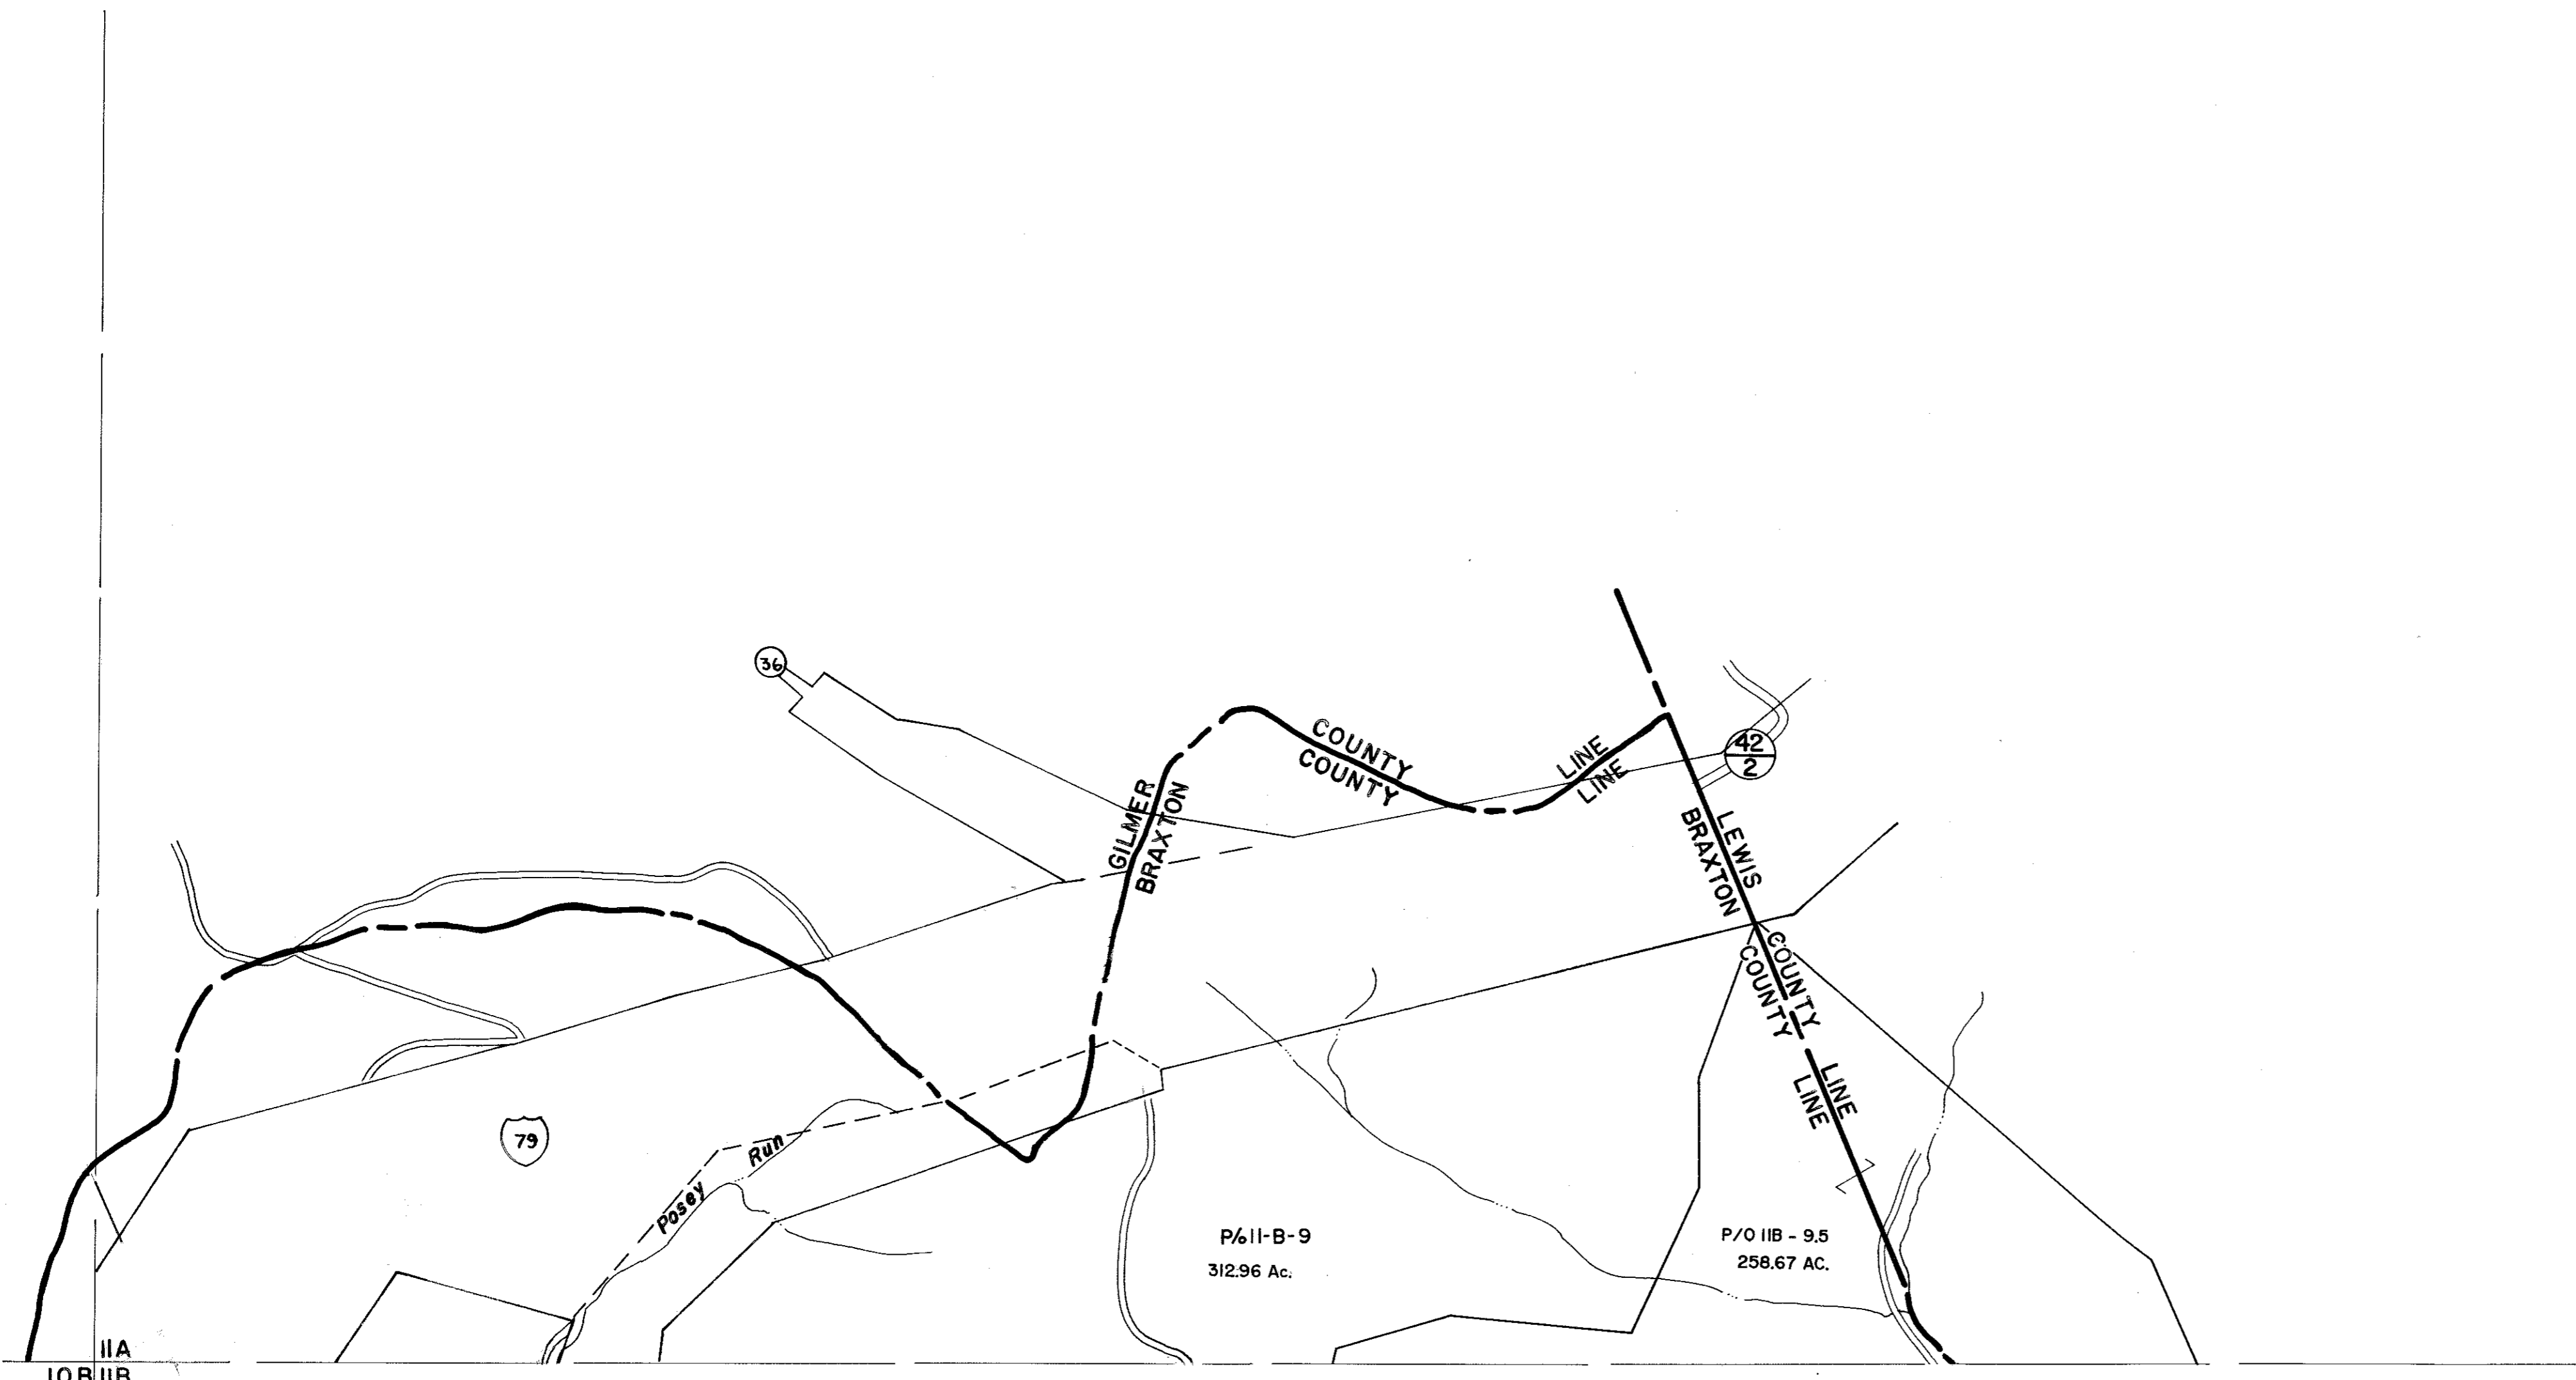 36
COUNTY LINE
COUNTY LINE
42
2
GILMER
BRAXTON
LEWIS COUNTY LINE
BRAXTON COUNTY LINE
79
Posey Run
P/o 11-B-9
312.96 Ac.
P/O 11B - 9.5
258.67 AC.
11A
10B 11B